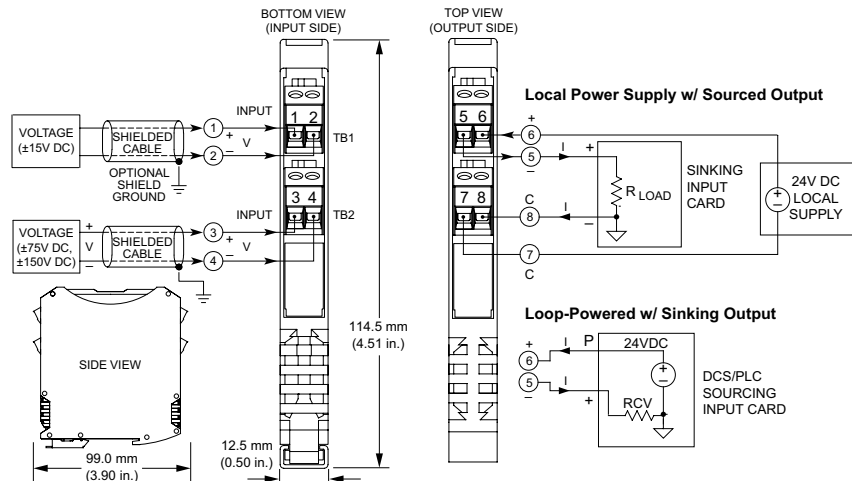 BOTTOM VIEW
(INPUT SIDE)
TOP VIEW
(OUTPUT SIDE)
VOLTAGE
(±15V DC)
SHIELDED
CABLE
OPTIONAL
SHIELD
GROUND
1
2
+
V
–
INPUT
1 2
TB1
VOLTAGE
(±75V DC,
±150V DC)
+
V
–
SHIELDED
CABLE
3
4
+
V
–
INPUT
3 4
TB2
SIDE VIEW
99.0 mm
(3.90 in.)
12.5 mm
(0.50 in.)
114.5 mm
(4.51 in.)
5 6
7 8
Local Power Supply w/ Sourced Output
+
6
5
–
I
+
R LOAD
SINKING
INPUT
CARD
+
–
24V DC
LOCAL
SUPPLY
C
8
I
–
7
C
Loop-Powered w/ Sinking Output
+
6
5
–
I
P
24VDC
+
–
I
+
RCV
DCS/PLC
SOURCING
INPUT CARD